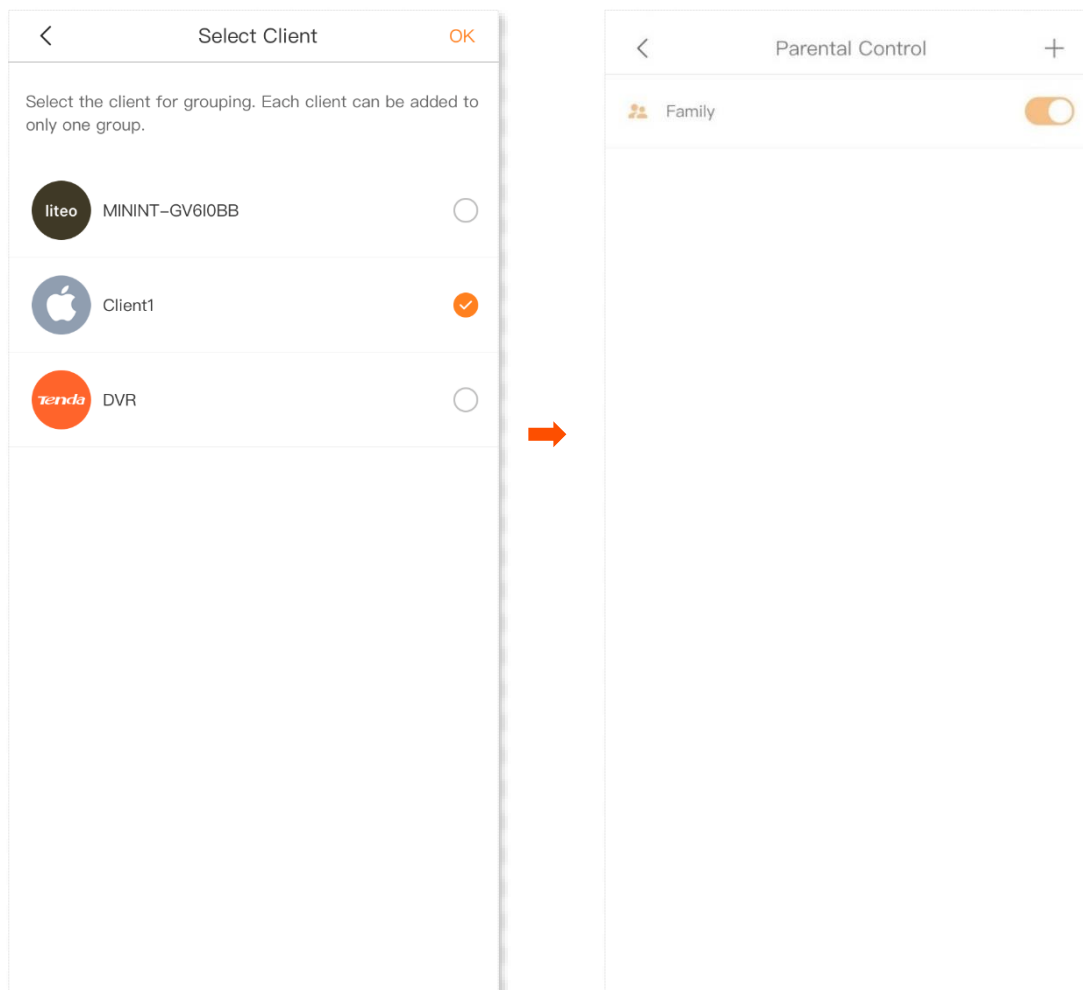 Select Client
OK
Select the client for grouping. Each client can be added to
only one group.
liteo
MININT-GV6I0BB
Client1
Tenda
DVR
Parental Control
Family